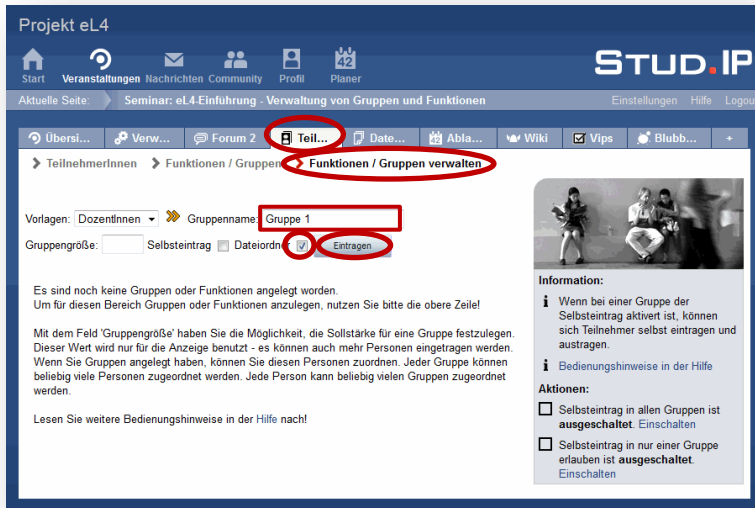 Projekt eL4
Start Veranstaltungen Nachrichten Community Profil Planer
42
STUD.IP
Aktuelle Seite: Seminar: eL4-Einführung - Verwaltung von Gruppen und Funktionen Einstellungen Hilfe Logou
Übersi... Verw... Forum 2 Teil... Date... Abla... Wiki Vips Blubb... +
TeilnehmerInnen Funktionen / Gruppen Funktionen / Gruppen verwalten
Vorlagen: DozentInnen Gruppenname: Gruppe 1
Gruppengröße: Selbsteintrag Dateiordner Eintragen
Es sind noch keine Gruppen oder Funktionen angelegt worden.
Um für diesen Bereich Gruppen oder Funktionen anzulegen, nutzen Sie bitte die obere Zeile!
Mit dem Feld 'Gruppengröße' haben Sie die Möglichkeit, die Sollstärke für eine Gruppe festzulegen.
Dieser Wert wird nur für die Anzeige benutzt - es können auch mehr Personen eingetragen werden.
Wenn Sie Gruppen angelegt haben, können Sie diesen Personen zuordnen. Jeder Gruppe können
beliebig viele Personen zugeordnet werden. Jede Person kann beliebig vielen Gruppen zugeordnet
werden.
Lesen Sie weitere Bedienungshinweise in der Hilfe nach!
Information:
Wenn bei einer Gruppe der
Selbsteintrag aktivert ist, können
sich Teilnehmer selbst eintragen und
austragen.
Bedienungshinweise in der Hilfe
Aktionen:
Selbsteintrag in allen Gruppen ist
ausgeschaltet. Einschalten
Selbsteintrag in nur einer Gruppe
erlauben ist ausgeschaltet.
Einschalten